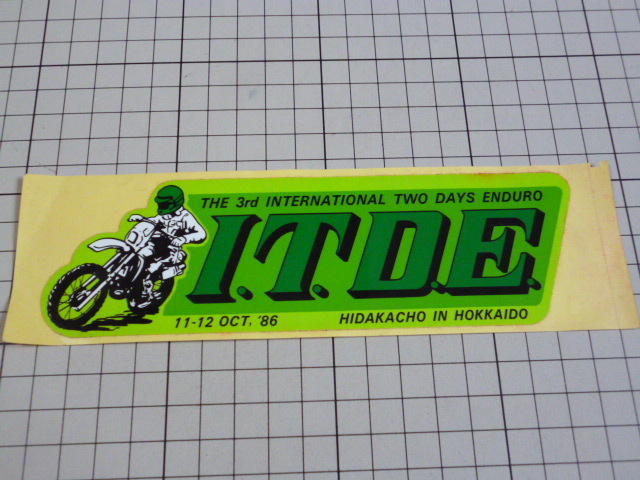 THE 3rd INTERNATIONAL TWO DAYS ENDURO
I.T.D.E.
11-12 OCT, '86 HIDAKACHO IN HOKKAIDO